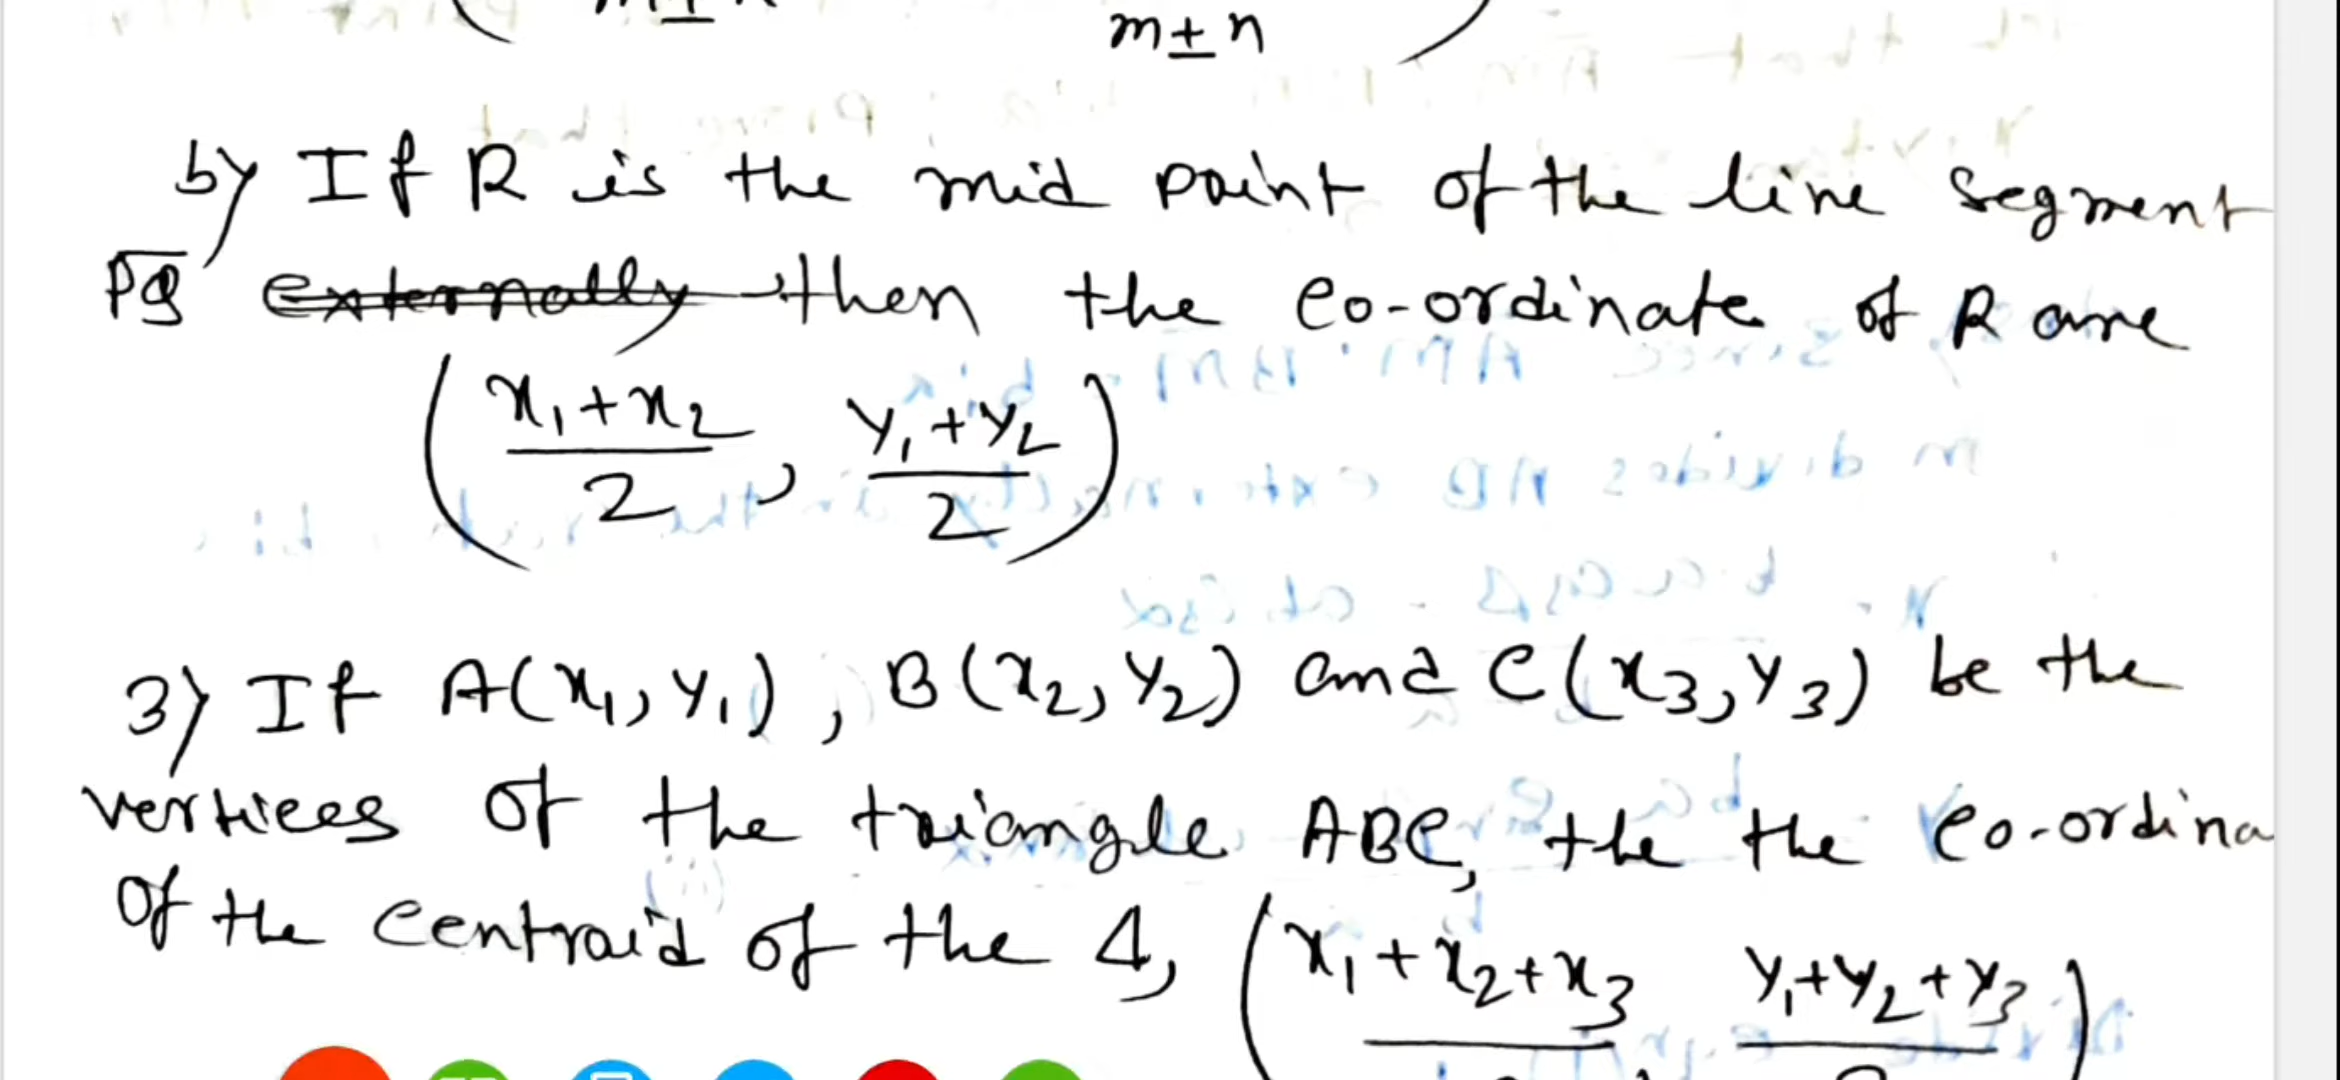 m±n
b) If R is the mid point of the line segment
PQ externally then the co-ordinate of R are
(x₁+x₂/2, y₁+y₂/2)
3) If A(x₁, y₁), B(x₂, y₂) and C(x₃, y₃) be the
vertices of the triangle ABC, the the co-ordina
of the centroid of the Δ, (x₁+x₂+x₃ y₁+y₂+y₃)